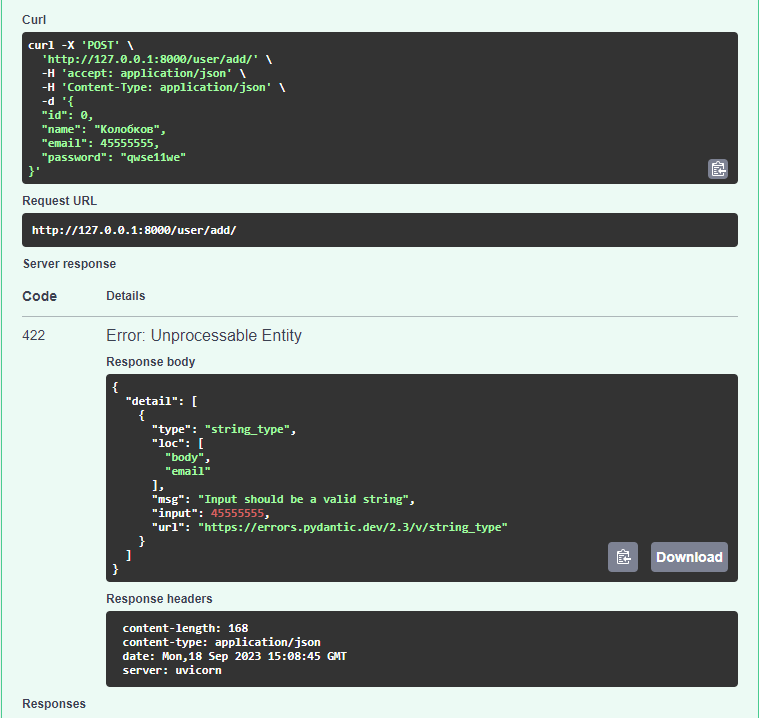 Curl
curl -X 'POST' \
  'http://127.0.0.1:8000/user/add/' \
  -H 'accept: application/json' \
  -H 'Content-Type: application/json' \
  -d '{
  "id": 0,
  "name": "Колобков",
  "email": 45555555,
  "password": "qwse11we"
}'
Request URL
http://127.0.0.1:8000/user/add/
Server response
Code Details
422 Error: Unprocessable Entity
Response body
{
  "detail": [
    {
      "type": "string_type",
      "loc": [
        "body",
        "email"
      ],
      "msg": "Input should be a valid string",
      "input": 45555555,
      "url": "https://errors.pydantic.dev/2.3/v/string_type"
    }
  ]
}
Download
Response headers
content-length: 168
content-type: application/json
date: Mon,18 Sep 2023 15:08:45 GMT
server: uvicorn
Responses